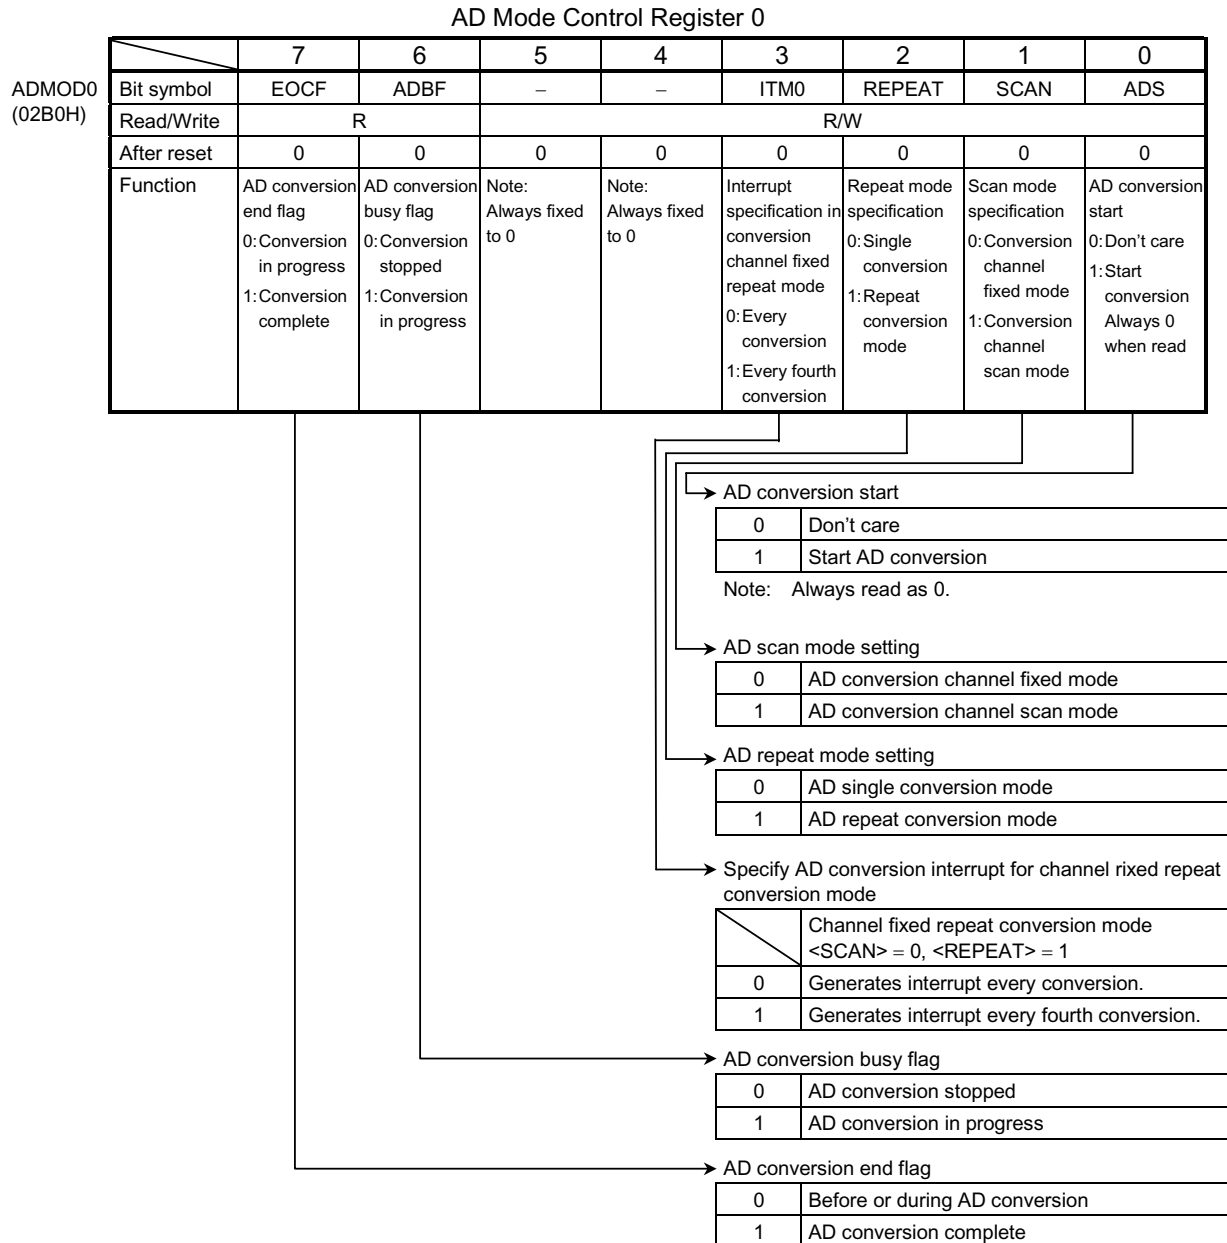 AD Mode Control Register 0
7 6 5 4 3 2 1 0
ADMOD0
(02B0H)
Bit symbol EOCF ADBF – – ITM0 REPEAT SCAN ADS
Read/Write R R/W
After reset 0 0 0 0 0 0 0 0
Function
AD conversion
end flag
0: Conversion
in progress
1: Conversion
complete
AD conversion
busy flag
0: Conversion
stopped
1: Conversion
in progress
Note:
Always fixed
to 0
Note:
Always fixed
to 0
Interrupt
specification in
conversion
channel fixed
repeat mode
0: Every
conversion
1: Every fourth
conversion
Repeat mode
specification
0: Single
conversion
1: Repeat
conversion
mode
Scan mode
specification
0: Conversion
channel
fixed mode
1: Conversion
channel
scan mode
AD conversion
start
0: Don't care
1: Start
conversion
Always 0
when read
AD conversion start
0 Don't care
1 Start AD conversion
Note: Always read as 0.
AD scan mode setting
0 AD conversion channel fixed mode
1 AD conversion channel scan mode
AD repeat mode setting
0 AD single conversion mode
1 AD repeat conversion mode
Specify AD conversion interrupt for channel rixed repeat
conversion mode
Channel fixed repeat conversion mode
<SCAN> = 0, <REPEAT> = 1
0 Generates interrupt every conversion.
1 Generates interrupt every fourth conversion.
AD conversion busy flag
0 AD conversion stopped
1 AD conversion in progress
AD conversion end flag
0 Before or during AD conversion
1 AD conversion complete